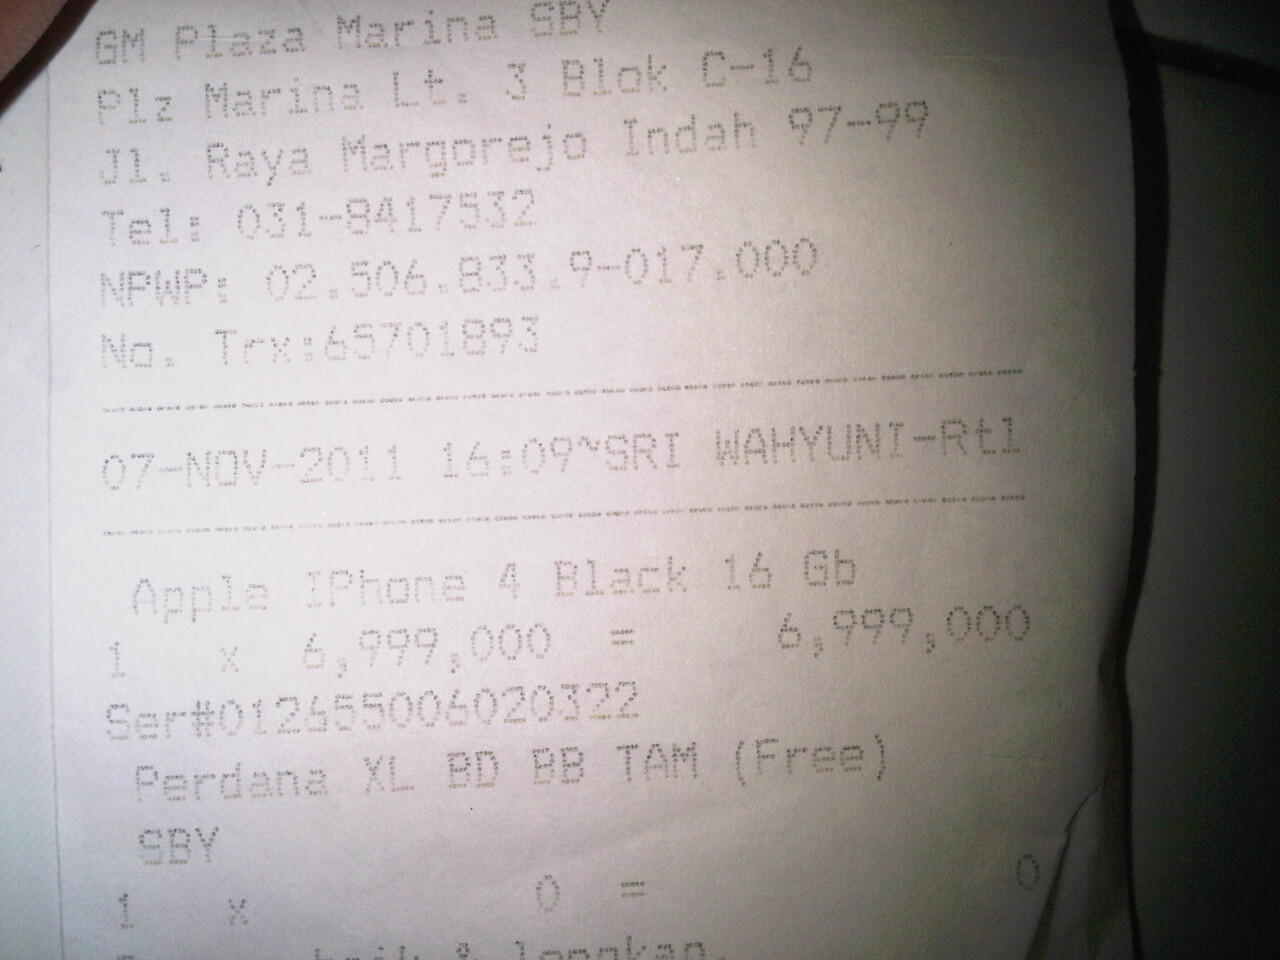 GM Plaza Marina SBY
Plz Marina Lt. 3 Blok C-16
Jl. Raya Margorejo Indah 97-99
Tel: 031-8417532
NPWP: 02.506.833.9-017.000
No. Trx:65701893
07-NOV-2011 16:09~SRI WAHYUNI-Rtl
Apple IPhone 4 Black 16 Gb
1 x 6,999,000 = 6,999,000
Ser#012655006020322
Perdana XL BD BB TAM (Free)
SBY
1 x 0 = 0
baik & lengkap.